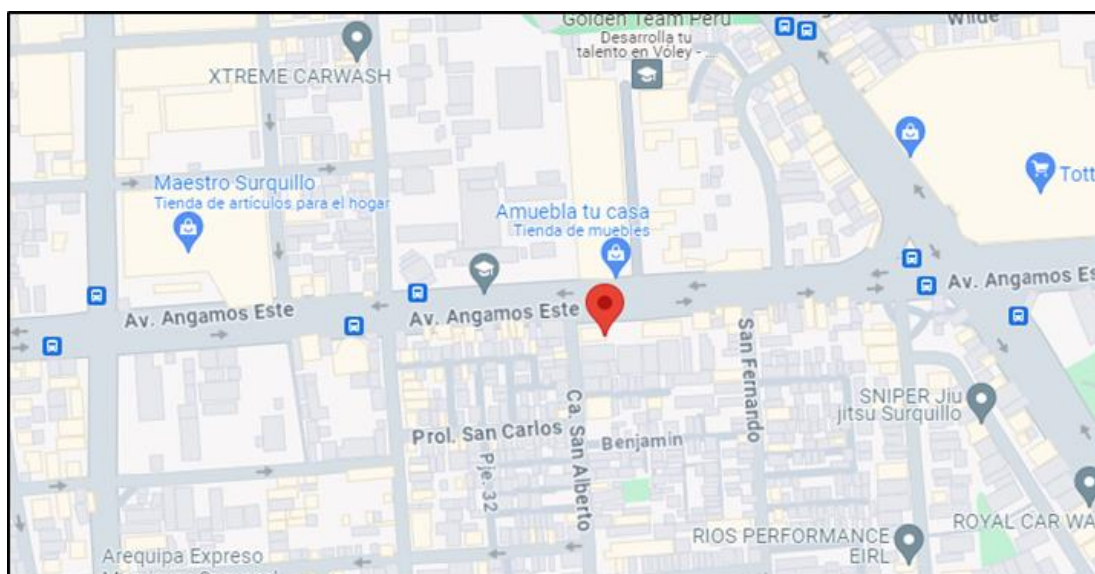 Golden Team Perú
Desarrolla tu
talento en Vóley - ...
Wilde
XTREME CARWASH
Maestro Surquillo
Tienda de artículos para el hogar
Amuebla tu casa
Tienda de muebles
Tott
Av. Angamos Este
Av. Angamos Este
Av. Angamos Es
San Fernando
SNIPER Jiu
jitsu Surquillo
Prol. San Carlos
Benjamin
Pje. 32
Ca. San Alberto
RIOS PERFORMANCE
EIRL
ROYAL CAR WA
Arequipa Expreso